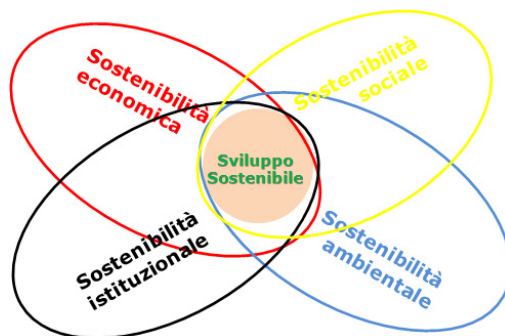 Sostenibilità
economica
Sostenibilità
sociale
Sviluppo
Sostenibile
Sostenibilità
istituzionale
Sostenibilità
ambientale